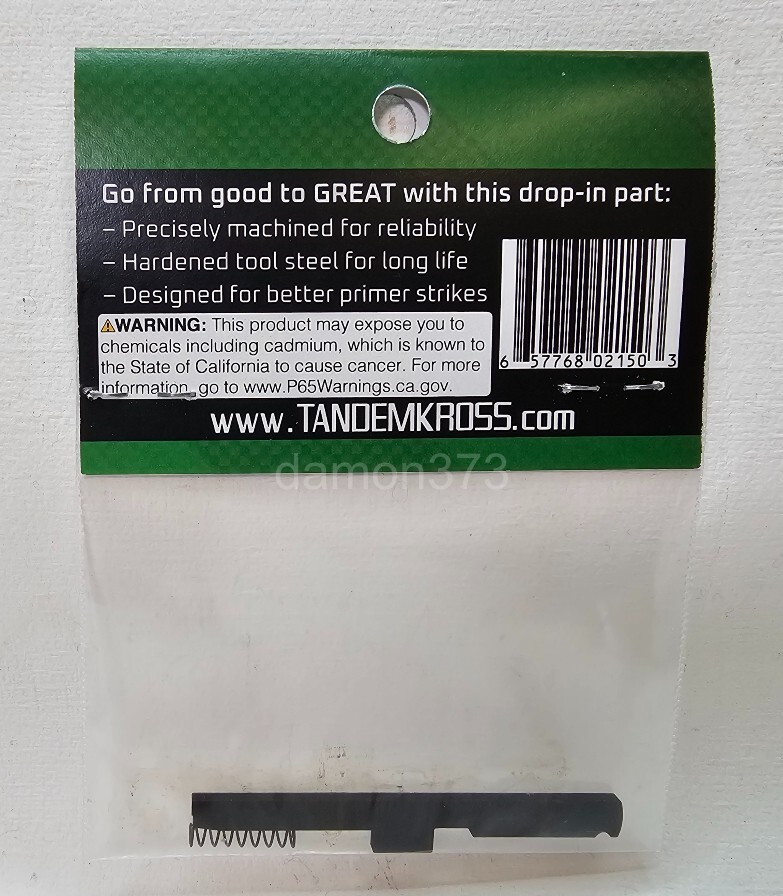 Go from good to GREAT with this drop-in part:
– Precisely machined for reliability
– Hardened tool steel for long life
– Designed for better primer strikes
⚠WARNING: This product may expose you to
chemicals including cadmium, which is known to
the State of California to cause cancer. For more
information, go to www.P65Warnings.ca.gov.
6 57768 02150 3
www.TANDEMKROSS.com
damon373